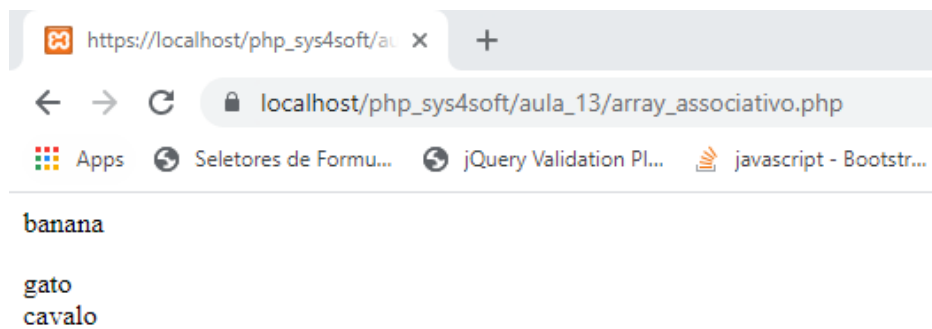 https://localhost/php_sys4soft/au
localhost/php_sys4soft/aula_13/array_associativo.php
Apps Seletores de Formu... jQuery Validation Pl... javascript - Bootstr...
banana
gato
cavalo